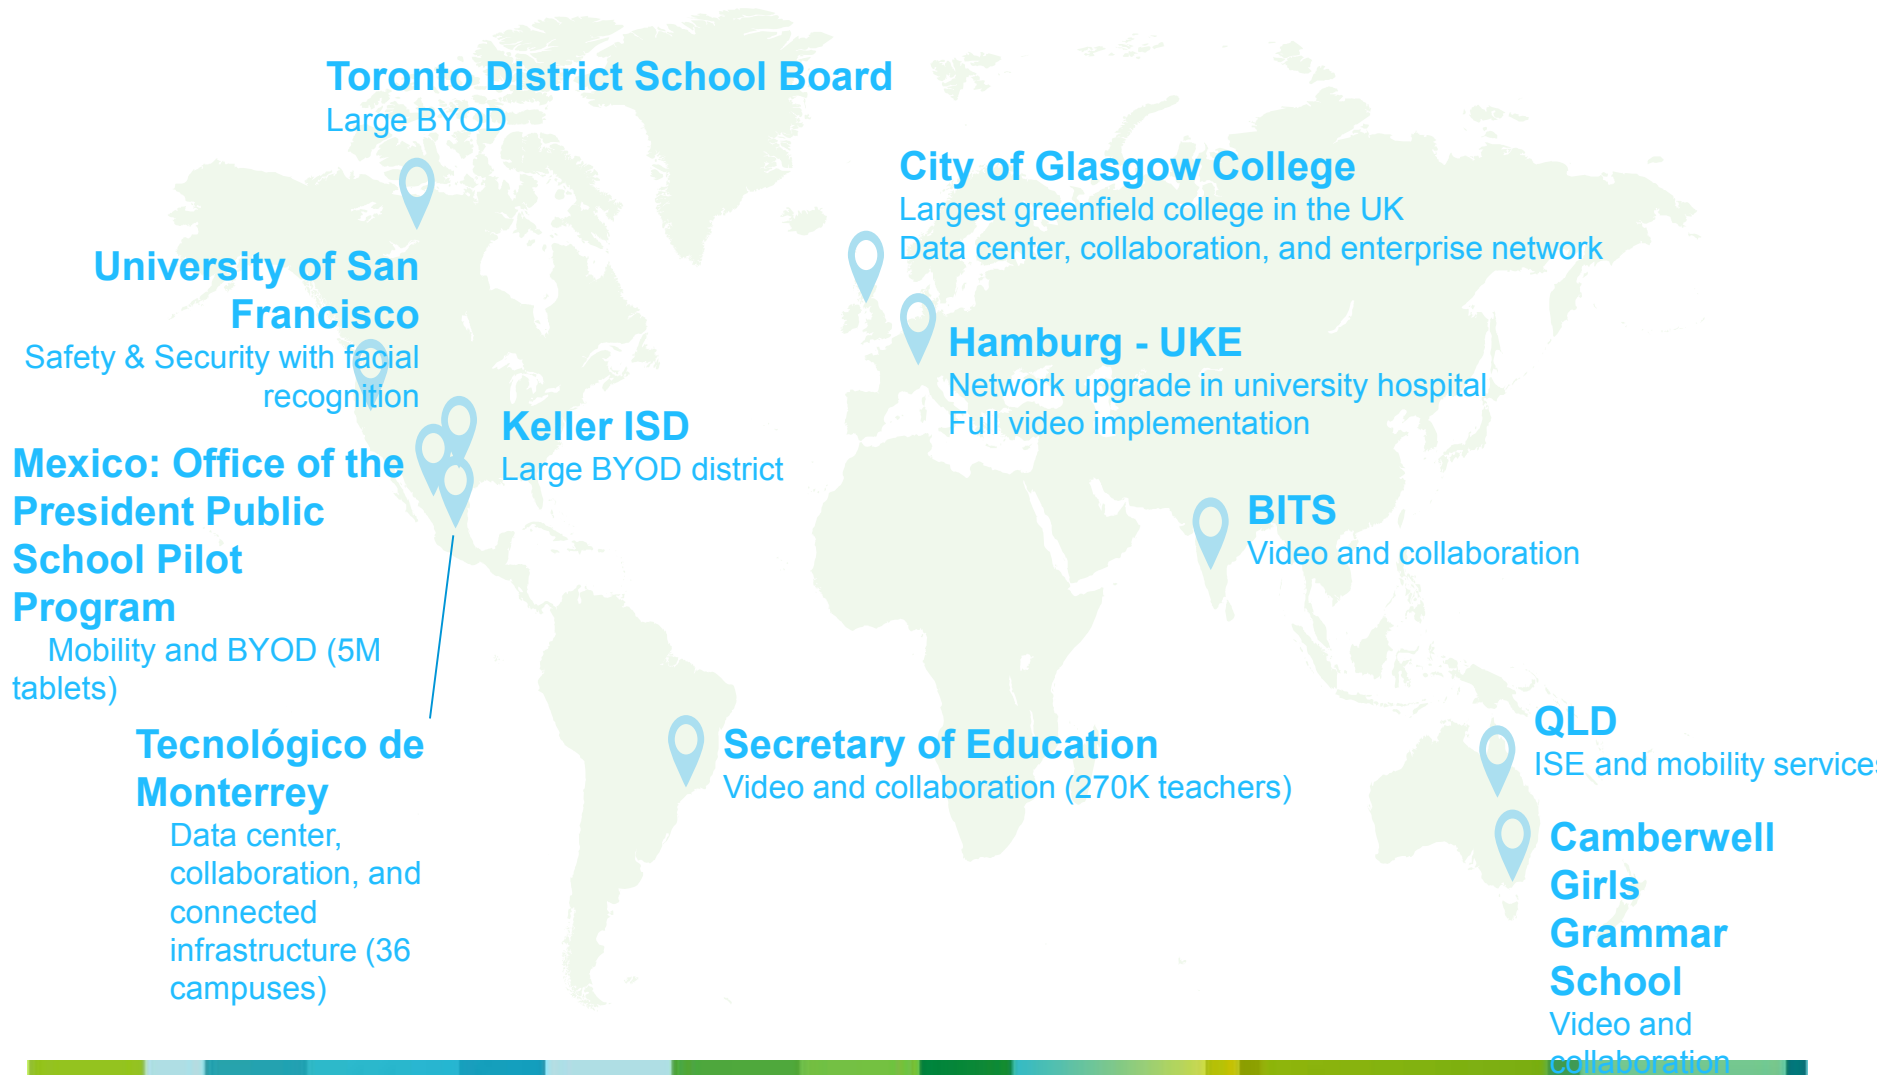 Toronto District School Board
Large BYOD
City of Glasgow College
Largest greenfield college in the UK
Data center, collaboration, and enterprise network
University of San
Francisco
Safety & Security with facial
recognition
Hamburg - UKE
Network upgrade in university hospital
Full video implementation
Keller ISD
Large BYOD district
Mexico: Office of the
President Public
School Pilot
Program
Mobility and BYOD (5M
tablets)
BITS
Video and collaboration
Tecnológico de
Monterrey
Data center,
collaboration, and
connected
infrastructure (36
campuses)
Secretary of Education
Video and collaboration (270K teachers)
QLD
ISE and mobility services
Camberwell
Girls
Grammar
School
Video and
collaboration